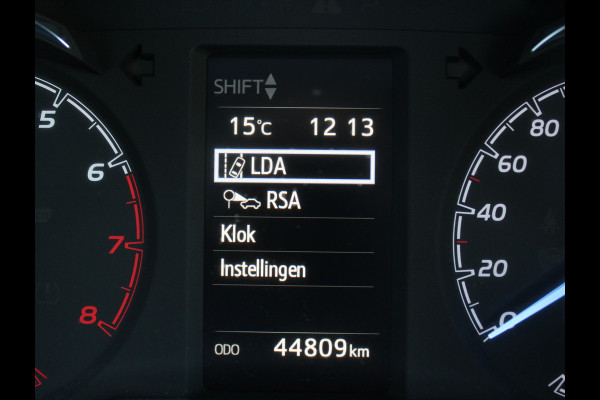 SHIFT
15°C 12 13
LDA
RSA
Klok
Instellingen
ODO 44809km
5
6
7
8
80
60
40
20
0